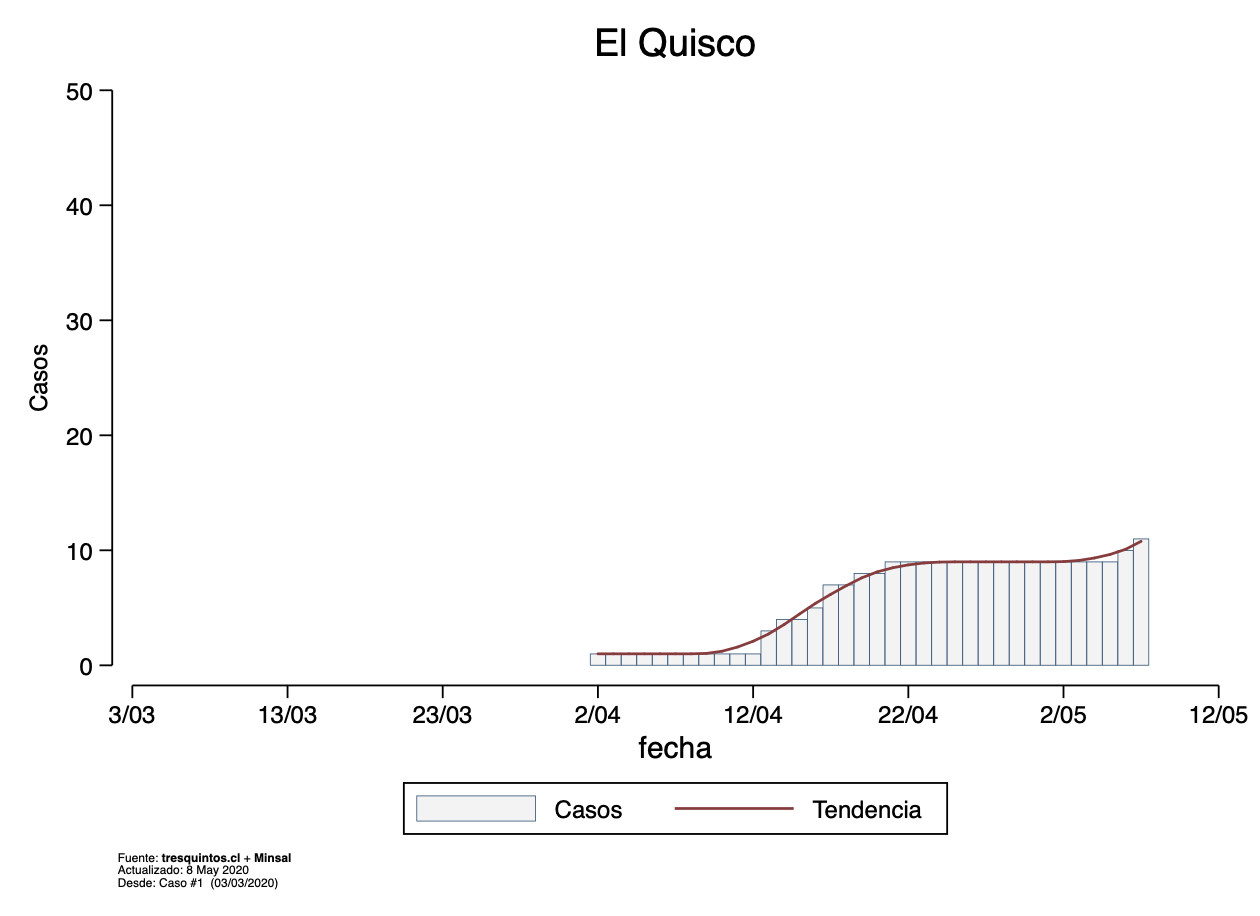 El Quisco
50
40
30
20
10
0
Casos
3/03 13/03 23/03 2/04 12/04 22/04 2/05 12/05
fecha
Casos Tendencia
Fuente: tresquintos.cl + Minsal
Actualizado: 8 May 2020
Desde: Caso #1 (03/03/2020)